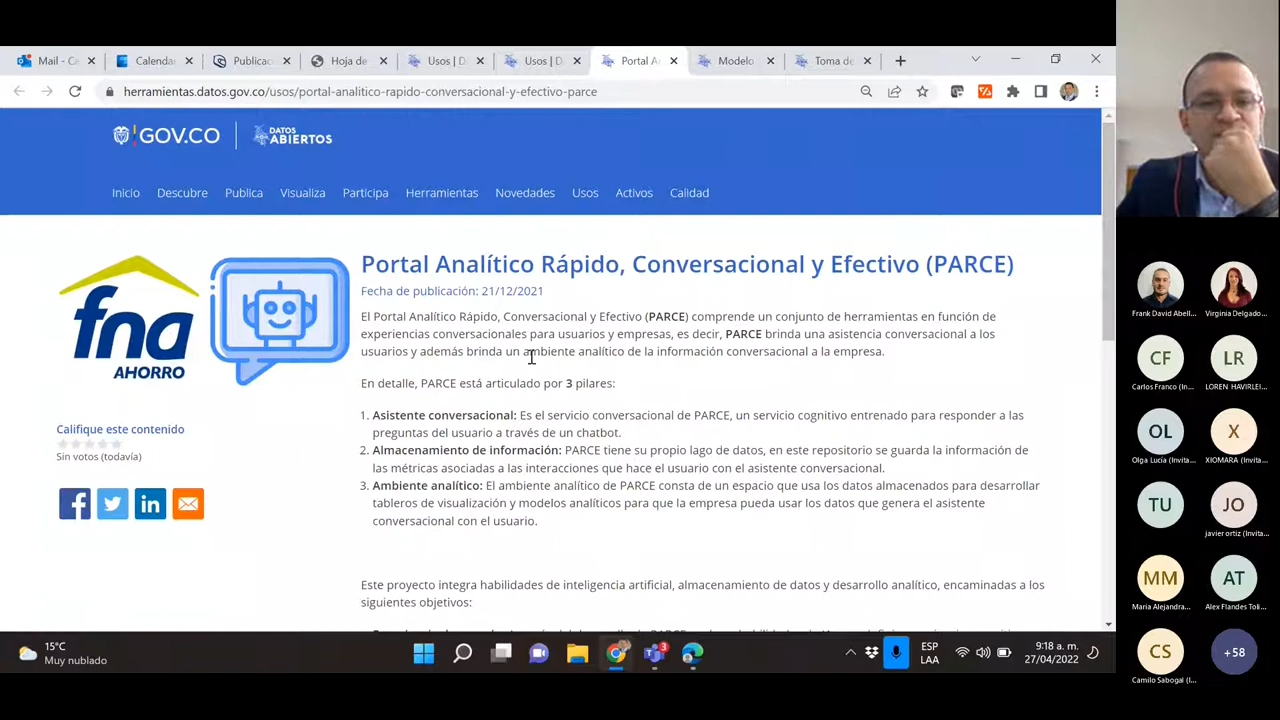 Mail - C
Calenda
Publicac
Hoja de
Usos | D
Usos | D
Portal A
Modelo
Toma de
herramientas.datos.gov.co/usos/portal-analitico-rapido-conversacional-y-efectivo-parce
GOV.CO
DATOS
ABIERTOS
Inicio Descubre Publica Visualiza Participa Herramientas Novedades Usos Activos Calidad
fna
AHORRO
Portal Analítico Rápido, Conversacional y Efectivo (PARCE)
Fecha de publicación: 21/12/2021
El Portal Analítico Rápido, Conversacional y Efectivo (PARCE) comprende un conjunto de herramientas en función de
experiencias conversacionales para usuarios y empresas, es decir, PARCE brinda una asistencia conversacional a los
usuarios y además brinda un ambiente analítico de la información conversacional a la empresa.
En detalle, PARCE está articulado por 3 pilares:
1. Asistente conversacional: Es el servicio conversacional de PARCE, un servicio cognitivo entrenado para responder a las
preguntas del usuario a través de un chatbot.
2. Almacenamiento de información: PARCE tiene su propio lago de datos, en este repositorio se guarda la información de
las métricas asociadas a las interacciones que hace el usuario con el asistente conversacional.
3. Ambiente analítico: El ambiente analítico de PARCE consta de un espacio que usa los datos almacenados para desarrollar
tableros de visualización y modelos analíticos para que la empresa pueda usar los datos que genera el asistente
conversacional con el usuario.
Este proyecto integra habilidades de inteligencia artificial, almacenamiento de datos y desarrollo analítico, encaminadas a los
siguientes objetivos:
Califique este contenido
Sin votos (todavía)
15°C
Muy nublado
3
ESP
LAA
9:18 a. m.
27/04/2022
Frank David Abell...
Virginia Delgado...
CF
Carlos Franco (In...
LR
LOREN HAVIRLEI...
OL
Olga Lucía (Invita...
X
XIOMARA (Invita...
TU
JO
javier ortiz (Invita...
MM
Maria Alejandra...
AT
Alex Flandes Toli...
CS
Camilo Sabogal (I...
+58